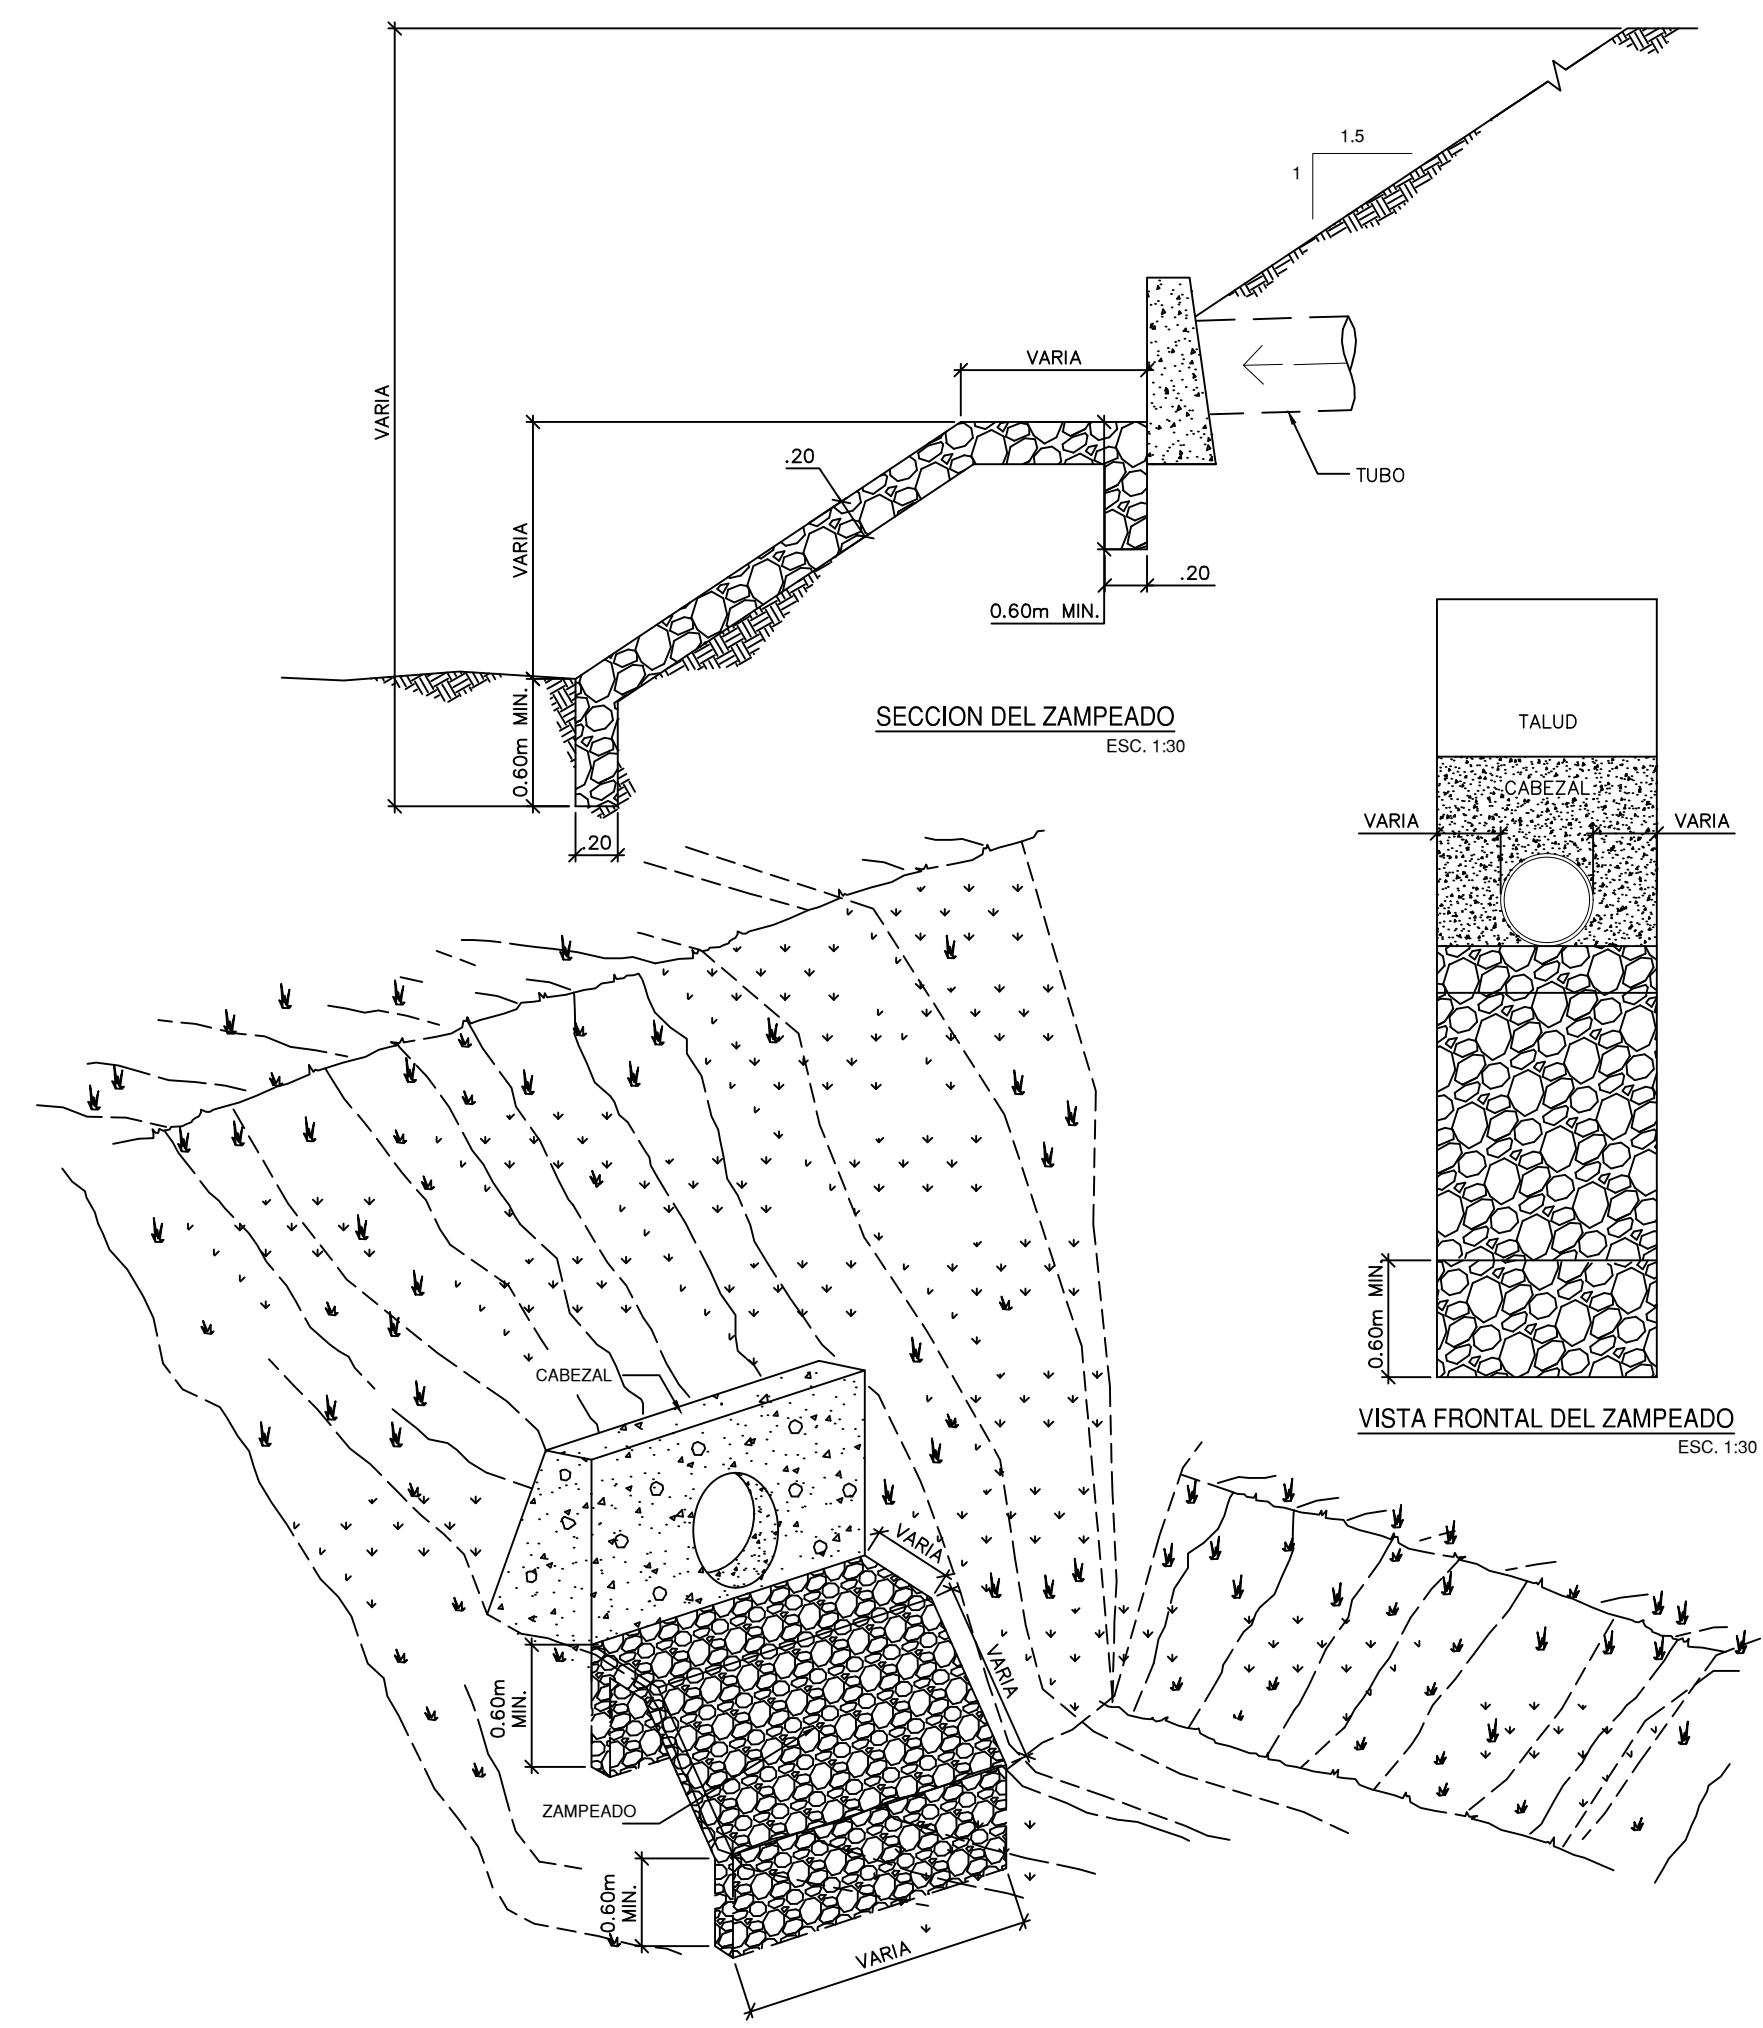 1.5
1
VARIA
VARIA
TUBO
.20
VARIA
.20
0.60m MIN.
0.60m MIN.
.20
SECCION DEL ZAMPEADO
ESC. 1:30
TALUD
CABEZAL
VARIA
VARIA
0.60m MIN
VISTA FRONTAL DEL ZAMPEADO
ESC. 1:30
CABEZAL
VARIA
VARIA
0.60m
MIN.
ZAMPEADO
0.60m
MIN.
VARIA